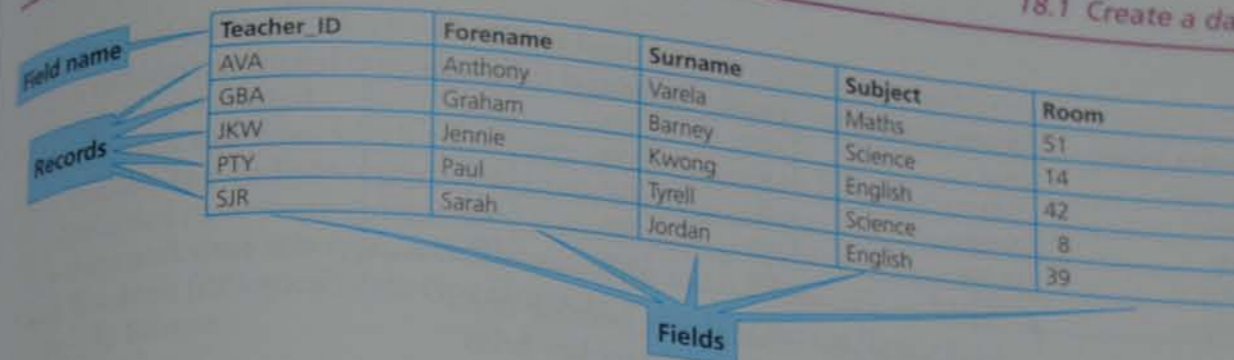 18.1 Create a da
Field name
Records
Teacher_ID Forename Surname Subject Room
AVA Anthony Varela Maths 51
GBA Graham Barney Science 14
JKW Jennie Kwong English 42
PTY Paul Tyrell Science 8
SJR Sarah Jordan English 39
Fields